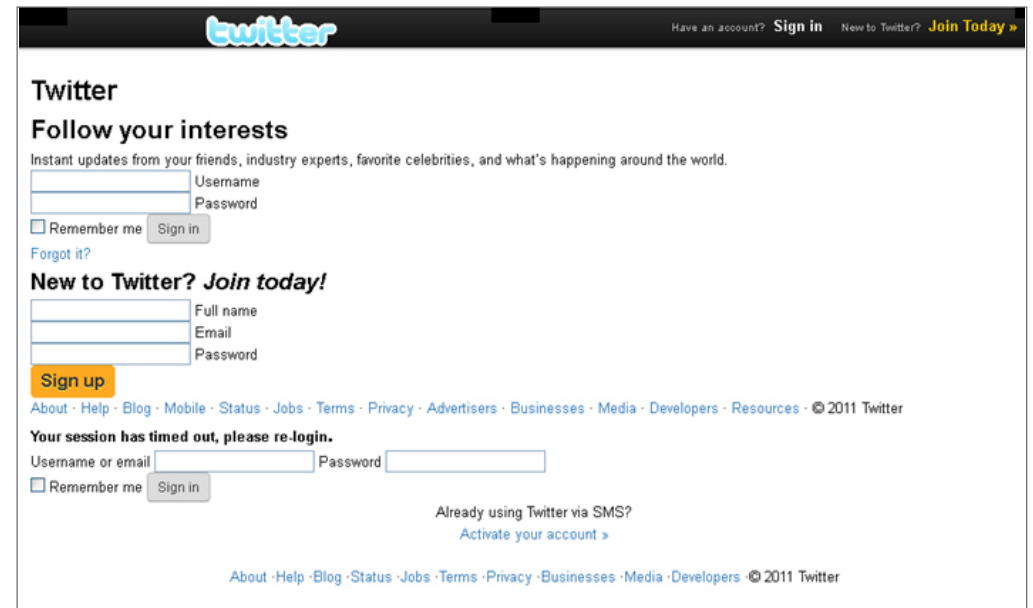 twitter Have an account? Sign in New to Twitter? Join Today »
Twitter
Follow your interests
Instant updates from your friends, industry experts, favorite celebrities, and what's happening around the world.
Username
Password
Remember me Sign in
Forgot it?
New to Twitter? Join today!
Full name
Email
Password
Sign up
About · Help · Blog · Mobile · Status · Jobs · Terms · Privacy · Advertisers · Businesses · Media · Developers · Resources · © 2011 Twitter
Your session has timed out, please re-login.
Username or email Password
Remember me Sign in
Already using Twitter via SMS?
Activate your account »
About ·Help ·Blog ·Status ·Jobs ·Terms ·Privacy ·Businesses ·Media ·Developers ·© 2011 Twitter